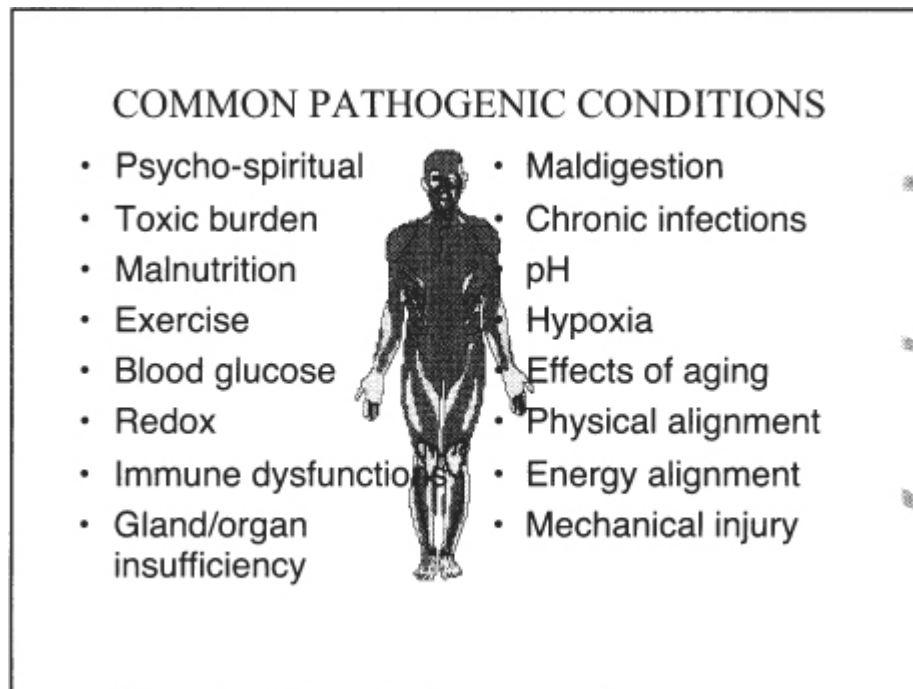 COMMON PATHOGENIC CONDITIONS
• Psycho-spiritual
• Toxic burden
• Malnutrition
• Exercise
• Blood glucose
• Redox
• Immune dysfunctions
• Gland/organ
insufficiency
• Maldigestion
• Chronic infections
• pH
• Hypoxia
• Effects of aging
• Physical alignment
• Energy alignment
• Mechanical injury